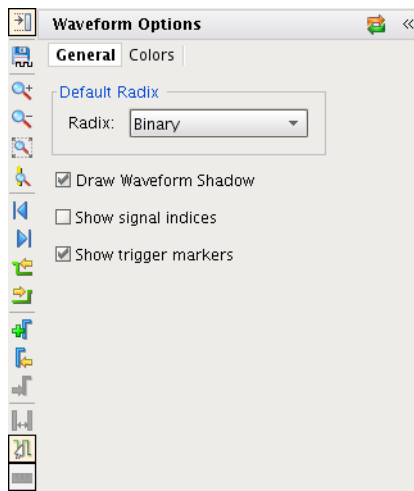 Waveform Options
General Colors
Default Radix
Radix: Binary
Draw Waveform Shadow
Show signal indices
Show trigger markers